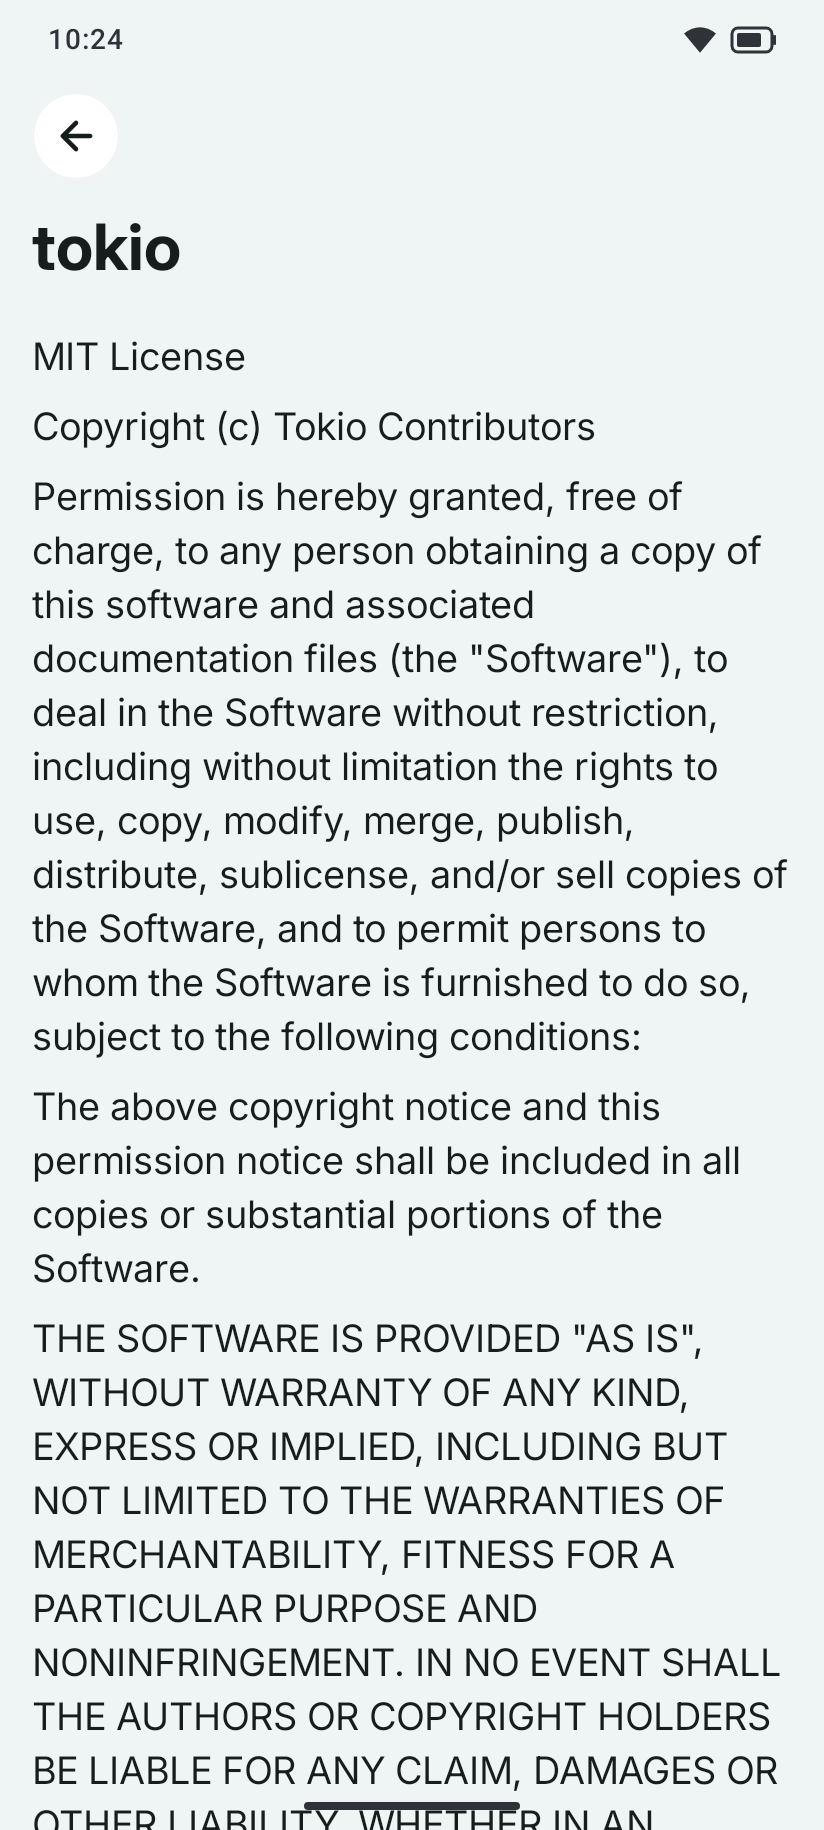 10:24
tokio
MIT License
Copyright (c) Tokio Contributors
Permission is hereby granted, free of
charge, to any person obtaining a copy of
this software and associated
documentation files (the "Software"), to
deal in the Software without restriction,
including without limitation the rights to
use, copy, modify, merge, publish,
distribute, sublicense, and/or sell copies of
the Software, and to permit persons to
whom the Software is furnished to do so,
subject to the following conditions:
The above copyright notice and this
permission notice shall be included in all
copies or substantial portions of the
Software.
THE SOFTWARE IS PROVIDED "AS IS",
WITHOUT WARRANTY OF ANY KIND,
EXPRESS OR IMPLIED, INCLUDING BUT
NOT LIMITED TO THE WARRANTIES OF
MERCHANTABILITY, FITNESS FOR A
PARTICULAR PURPOSE AND
NONINFRINGEMENT. IN NO EVENT SHALL
THE AUTHORS OR COPYRIGHT HOLDERS
BE LIABLE FOR ANY CLAIM, DAMAGES OR
OTHER LIABILITY, WHETHER IN AN